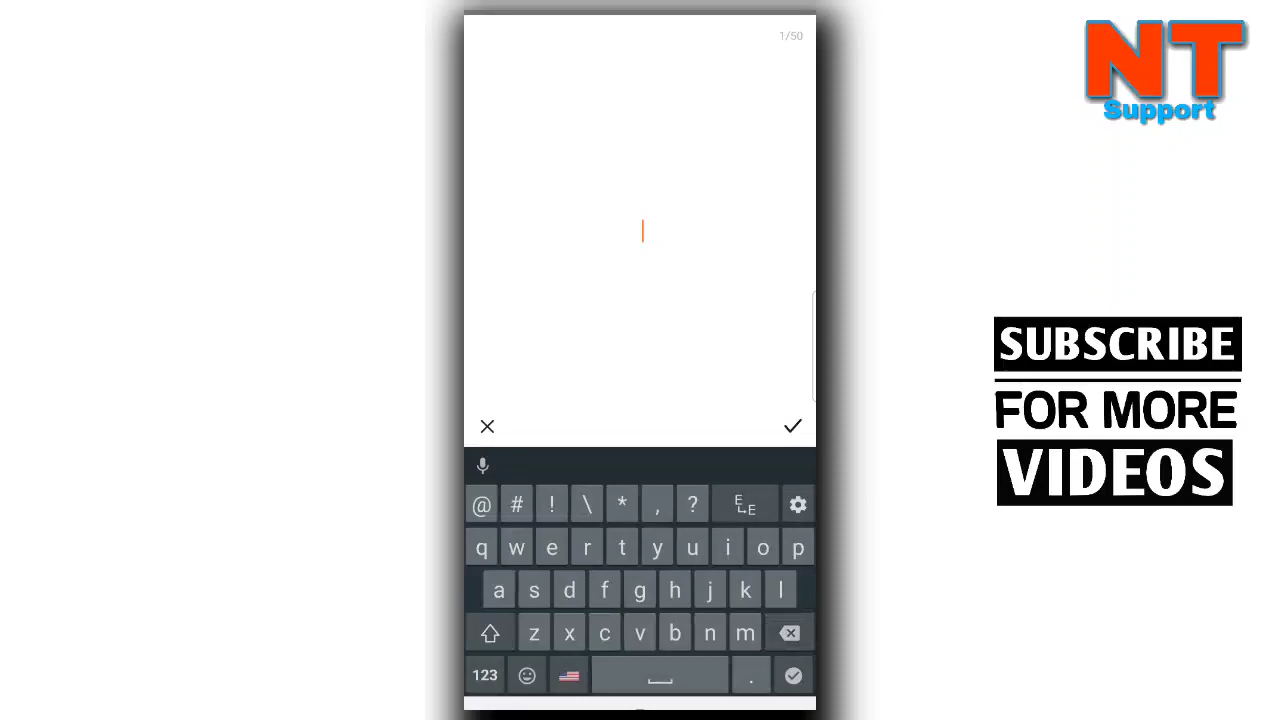 1/50
NT
Support
SUBSCRIBE
FOR MORE
VIDEOS
@ # ! \ * , ? E E
q w e r t y u i o p
a s d f g h j k l
z x c v b n m
123 .